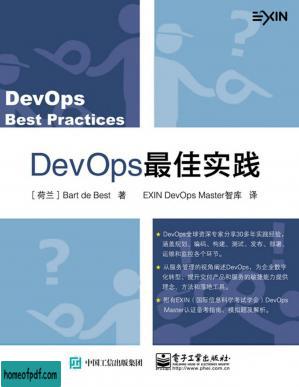 EXIN
DevOps
Best Practices
DevOps最佳实践
[荷兰] Bart de Best 著 EXIN DevOps Master智库 译
★ DevOps全球资深专家分享30多年实践经验,
涵盖规划、编码、构建、测试、发布、部署、
运维和监控各个环节。
★ 从服务管理的视角阐述DevOps, 为企业数字
化转型、提升交付产品和服务的敏捷能力提供
理念、方法和落地工具。
★ 附有EXIN (国际信息科学考试学会) DevOps
Master认证备考指南、模拟题及解析。
中国工信出版集团
电子工业出版社
homeofpdf.com